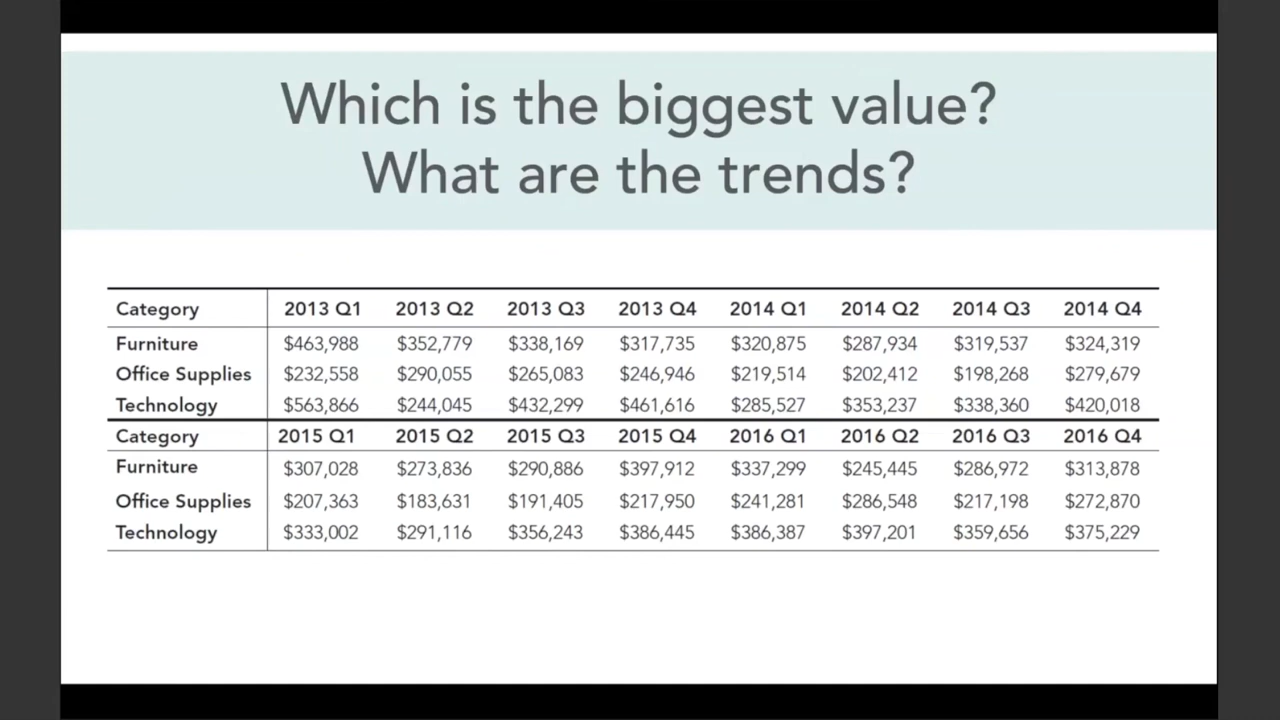 Which is the biggest value?
What are the trends?
Category 2013 Q1 2013 Q2 2013 Q3 2013 Q4 2014 Q1 2014 Q2 2014 Q3 2014 Q4
Furniture $463,988 $352,779 $338,169 $317,735 $320,875 $287,934 $319,537 $324,319
Office Supplies $232,558 $290,055 $265,083 $246,946 $219,514 $202,412 $198,268 $279,679
Technology $563,866 $244,045 $432,299 $461,616 $285,527 $353,237 $338,360 $420,018
Category 2015 Q1 2015 Q2 2015 Q3 2015 Q4 2016 Q1 2016 Q2 2016 Q3 2016 Q4
Furniture $307,028 $273,836 $290,886 $397,912 $337,299 $245,445 $286,972 $313,878
Office Supplies $207,363 $183,631 $191,405 $217,950 $241,281 $286,548 $217,198 $272,870
Technology $333,002 $291,116 $356,243 $386,445 $386,387 $397,201 $359,656 $375,229